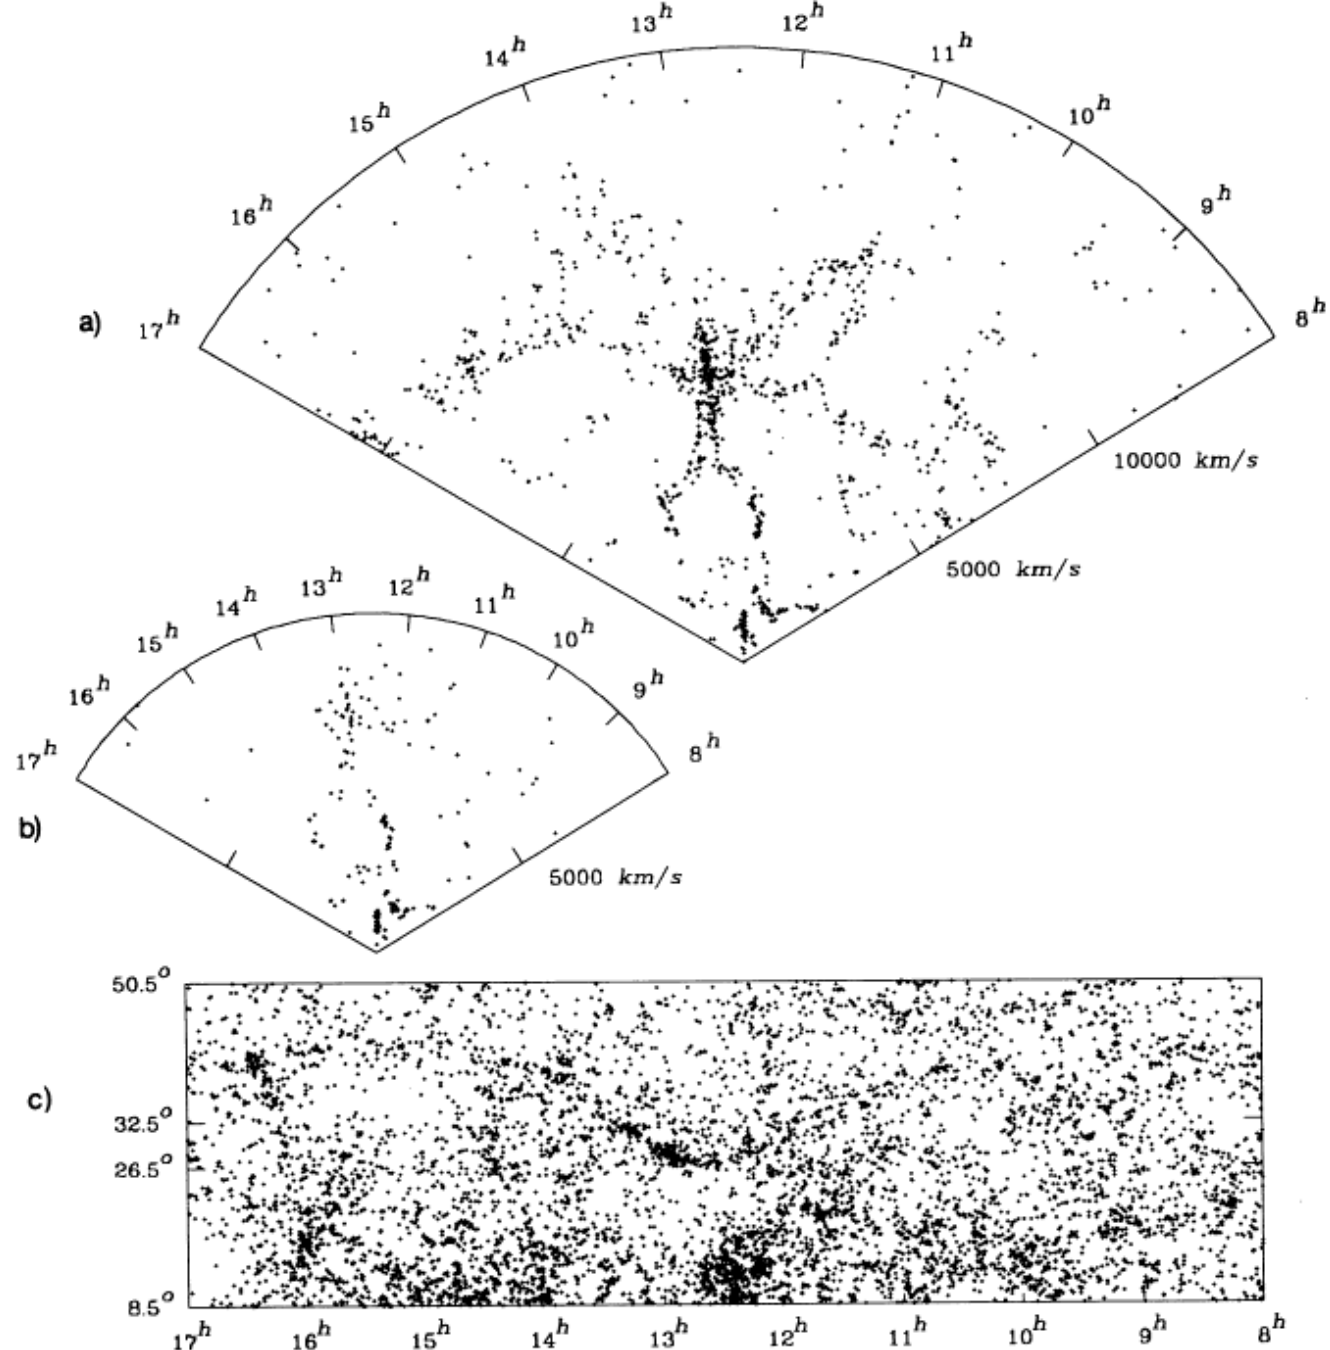 13h 12h
14h 11h
15h 10h
16h 9h
a) 17h 8h
10000 km/s
5000 km/s
13h 12h
14h 11h
15h 10h
16h 9h
17h 8h
b)
5000 km/s
50.5°
c)
32.5°
26.5°
8.5°
17h 16h 15h 14h 13h 12h 11h 10h 9h 8h